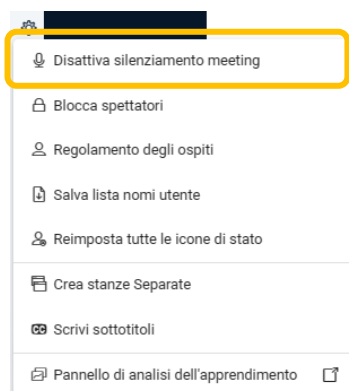 Disattiva silenziamento meeting
Blocca spettatori
Regolamento degli ospiti
Salva lista nomi utente
Reimposta tutte le icone di stato
Crea stanze Separate
CC Scrivi sottotitoli
Pannello di analisi dell'apprendimento